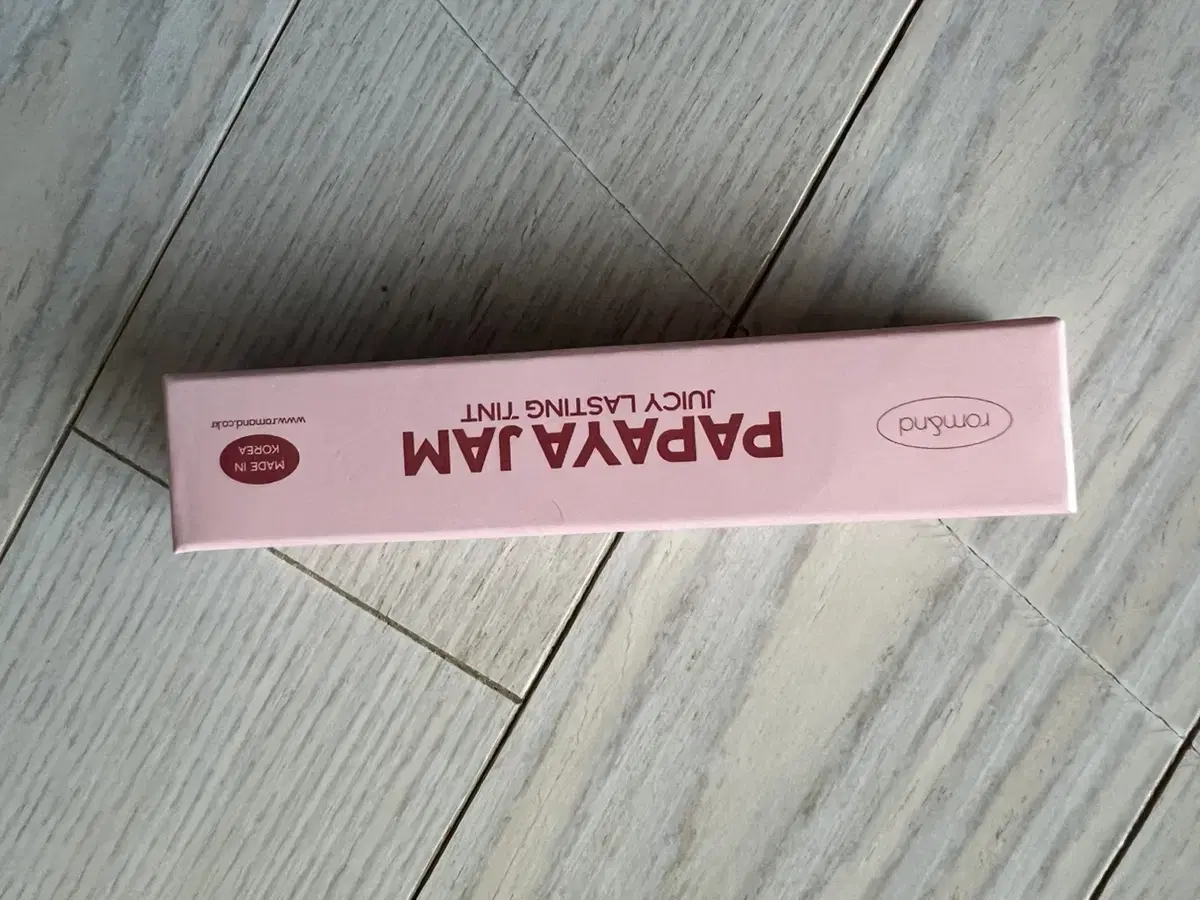 rom&nd
PAPAYA JAM
JUICY LASTING TINT
MADE IN
KOREA
www.romand.co.kr